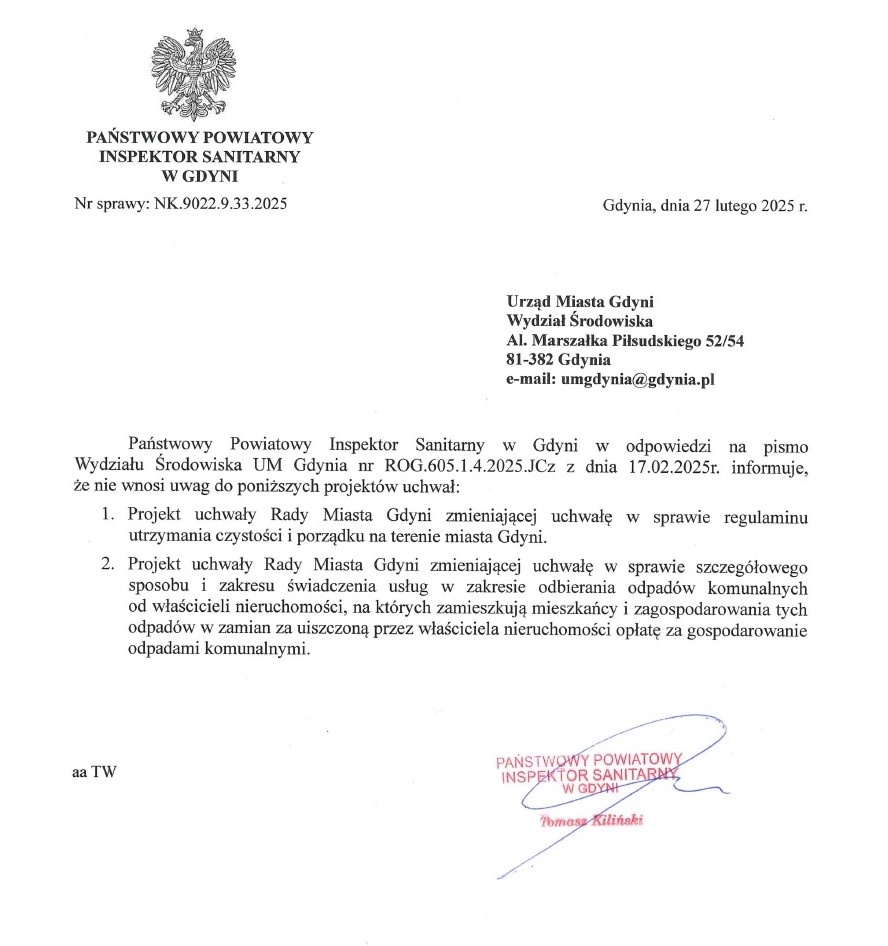 PAŃSTWOWY POWIATOWY
INSPEKTOR SANITARNY
W GDYNI
Nr sprawy: NK.9022.9.33.2025
Gdynia, dnia 27 lutego 2025 r.
Urząd Miasta Gdyni
Wydział Środowiska
Al. Marszałka Piłsudskiego 52/54
81-382 Gdynia
e-mail: umgdynia@gdynia.pl
Państwowy Powiatowy Inspektor Sanitarny w Gdyni w odpowiedzi na pismo
Wydziału Środowiska UM Gdynia nr ROG.605.1.4.2025.JCz z dnia 17.02.2025r. informuje,
że nie wnosi uwag do poniższych projektów uchwał:
1. Projekt uchwały Rady Miasta Gdyni zmieniającej uchwałę w sprawie regulaminu
utrzymania czystości i porządku na terenie miasta Gdyni.
2. Projekt uchwały Rady Miasta Gdyni zmieniającej uchwałę w sprawie szczegółowego
sposobu i zakresu świadczenia usług w zakresie odbierania odpadów komunalnych
od właścicieli nieruchomości, na których zamieszkują mieszkańcy i zagospodarowania tych
odpadów w zamian za uiszczoną przez właściciela nieruchomości opłatę za gospodarowanie
odpadami komunalnymi.
aa TW
PAŃSTWOWY POWIATOWY
INSPEKTOR SANITARNY
W GDYNI
Tomasz Kiliński